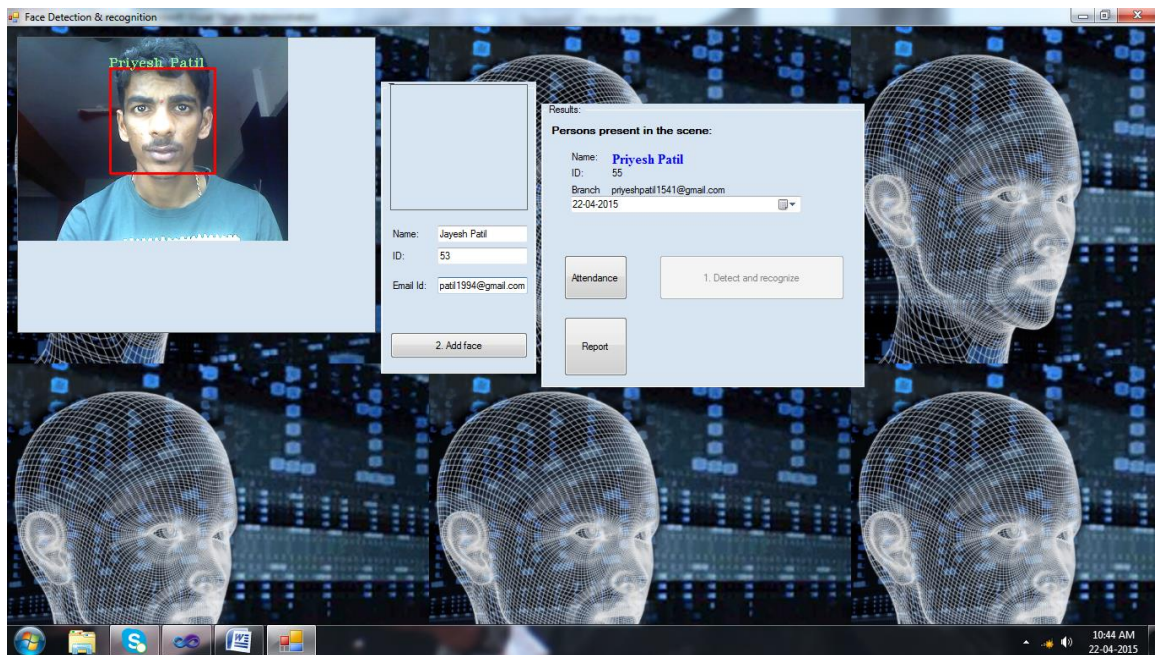 Face Detection & recognition
Priyesh Patil
Name: Jayesh Patil
ID: 53
Email Id: patil1994@gmail.com
2. Add face
Results:
Persons present in the scene:
Name: Priyesh Patil
ID: 55
Branch priyeshpatil1541@gmail.com
22-04-2015
Attendance
1. Detect and recognize
Report
10:44 AM
22-04-2015